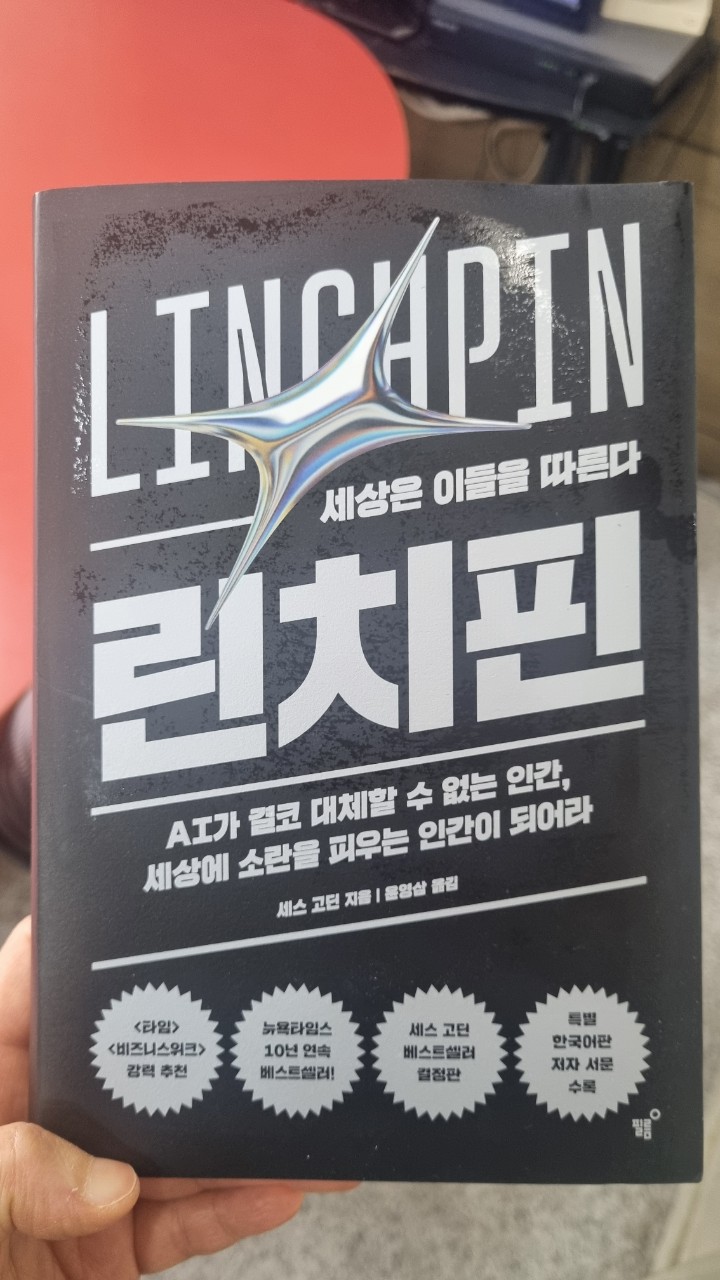 LINCHPIN
세상은 이들을 따른다
린치핀
AI가 결코 대체할 수 없는 인간,
세상에 소란을 피우는 인간이 되어라
세스 고딘 지음 | 윤영삼 옮김
<타임>
<비즈니스위크>
강력 추천
뉴욕타임스
10년 연속
베스트셀러!
세스 고딘
베스트셀러
결정판
특별
한국어판
저자 서문
수록
필름